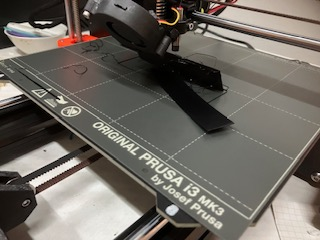 ORIGINAL PRUSA i3 MK3
by Josef Prusa